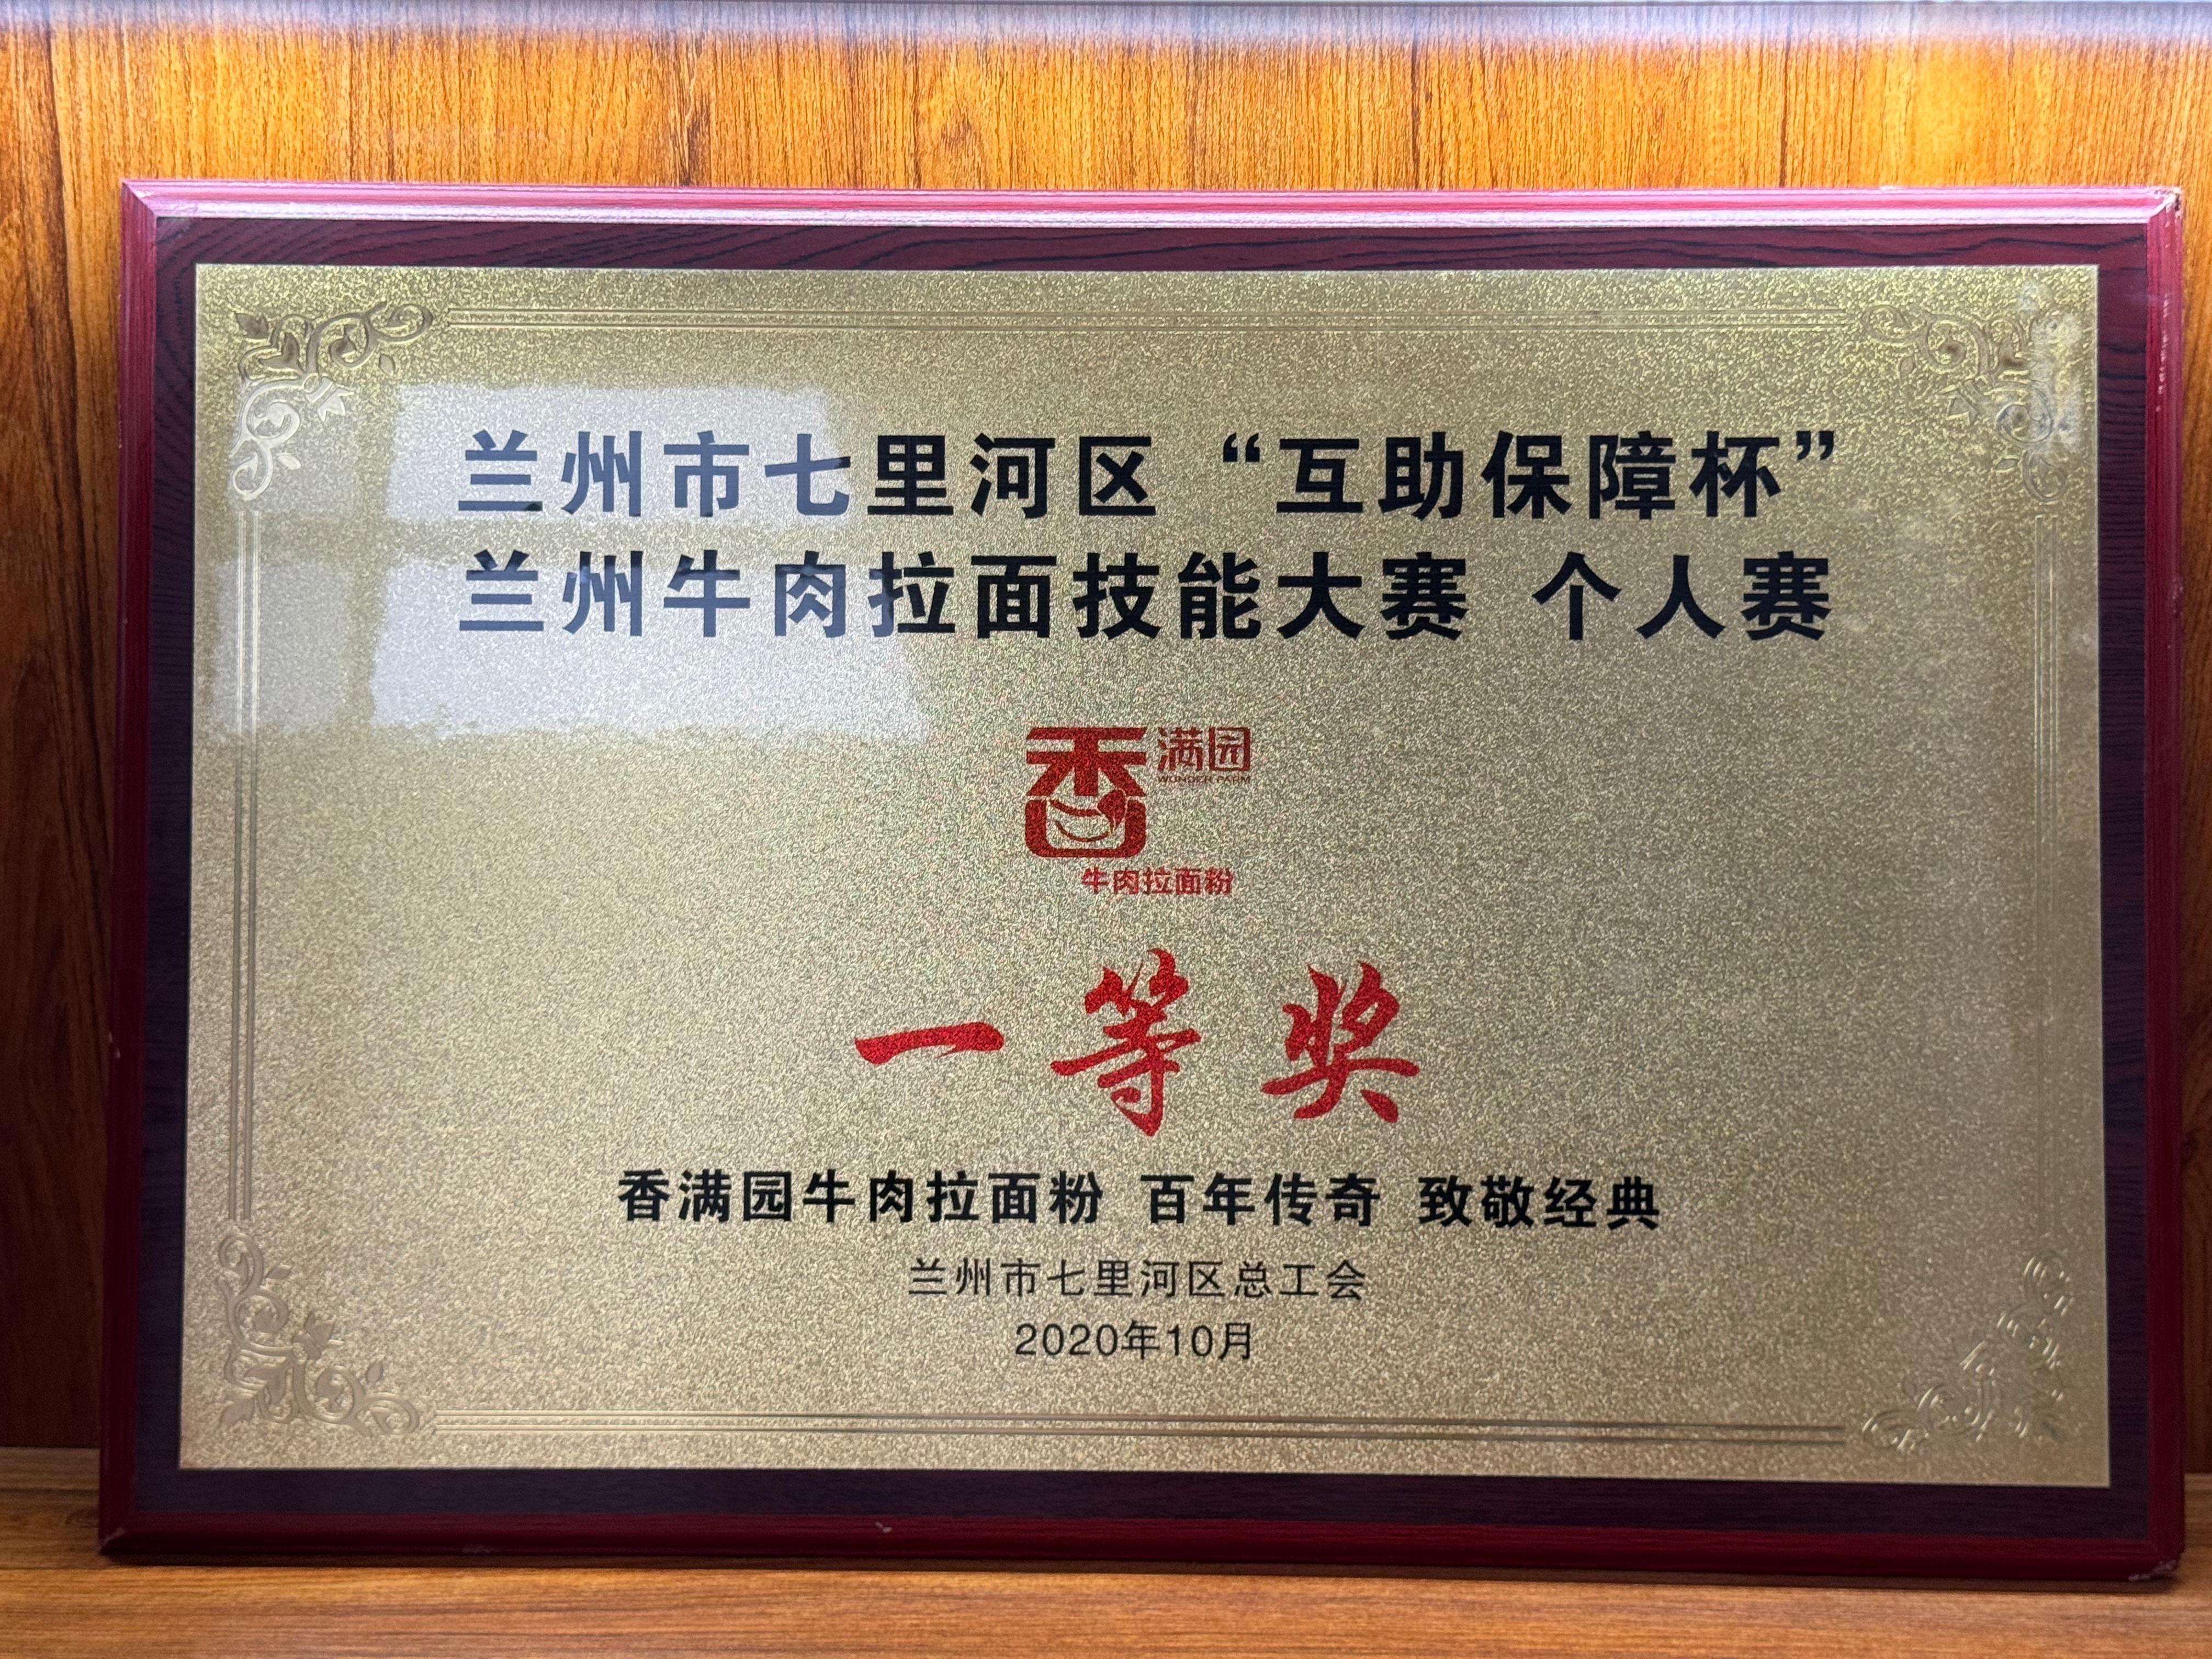 兰州市七里河区“互助保障杯”
兰州牛肉拉面技能大赛 个人赛
香满园
WONDER FARM
牛肉拉面粉
一等奖
香满园牛肉拉面粉 百年传奇 致敬经典
兰州市七里河区总工会
2020年10月